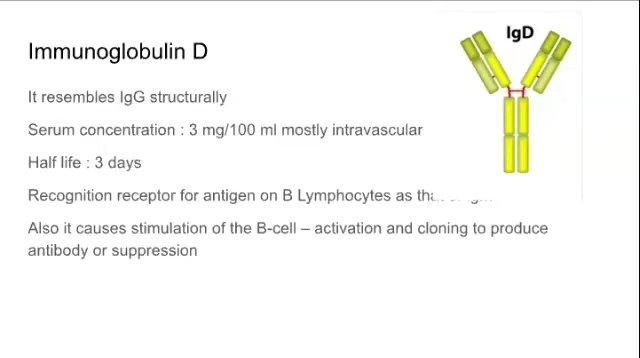 Immunoglobulin D
IgD
It resembles IgG structurally
Serum concentration : 3 mg/100 ml mostly intravascular
Half life : 3 days
Recognition receptor for antigen on B Lymphocytes as
Also it causes stimulation of the B-cell – activation and cloning to produce
antibody or suppression